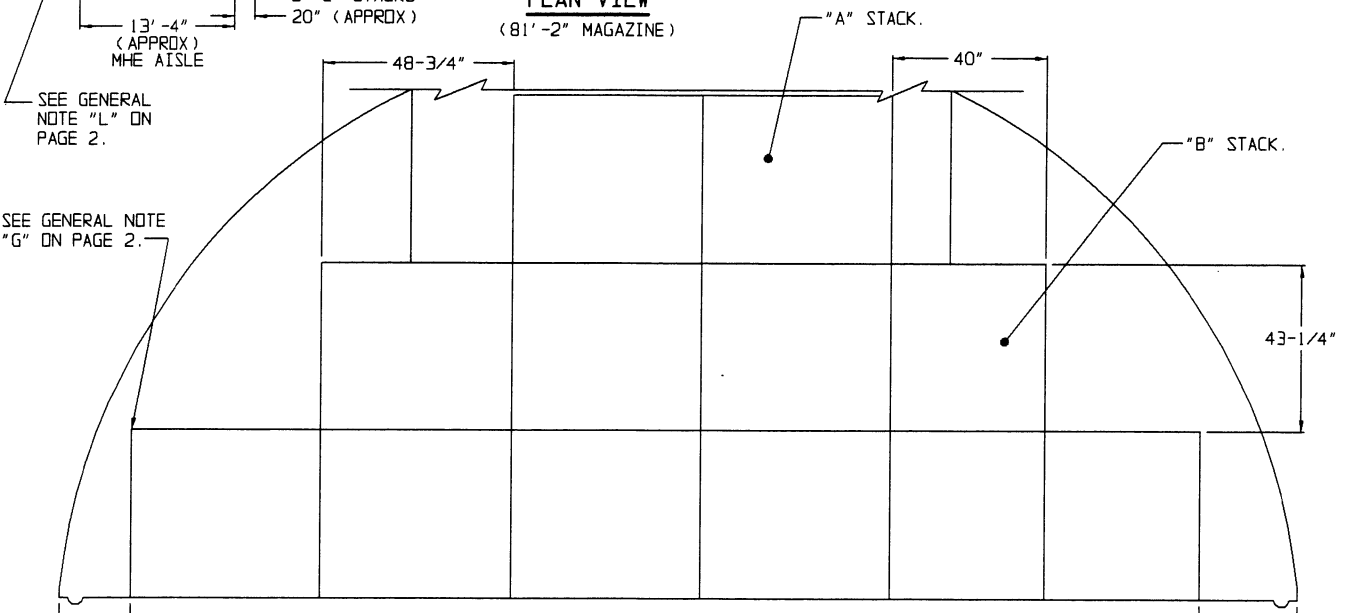 20" (APPROX)
13'-4"
(APPROX)
MHE AISLE
PLAN VIEW
(81'-2" MAGAZINE)
"A" STACK.
48-3/4"
40"
SEE GENERAL
NOTE "L" ON
PAGE 2.
"B" STACK.
SEE GENERAL NOTE
"G" ON PAGE 2.
43-1/4"